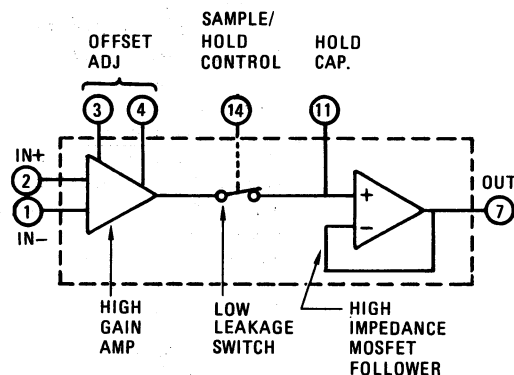 SAMPLE/
HOLD
CONTROL
OFFSET
ADJ
HOLD
CAP.
3
4
14
11
IN+
2
1
IN-
+
-
OUT
7
HIGH
GAIN
AMP
LOW
LEAKAGE
SWITCH
HIGH
IMPEDANCE
MOSFET
FOLLOWER